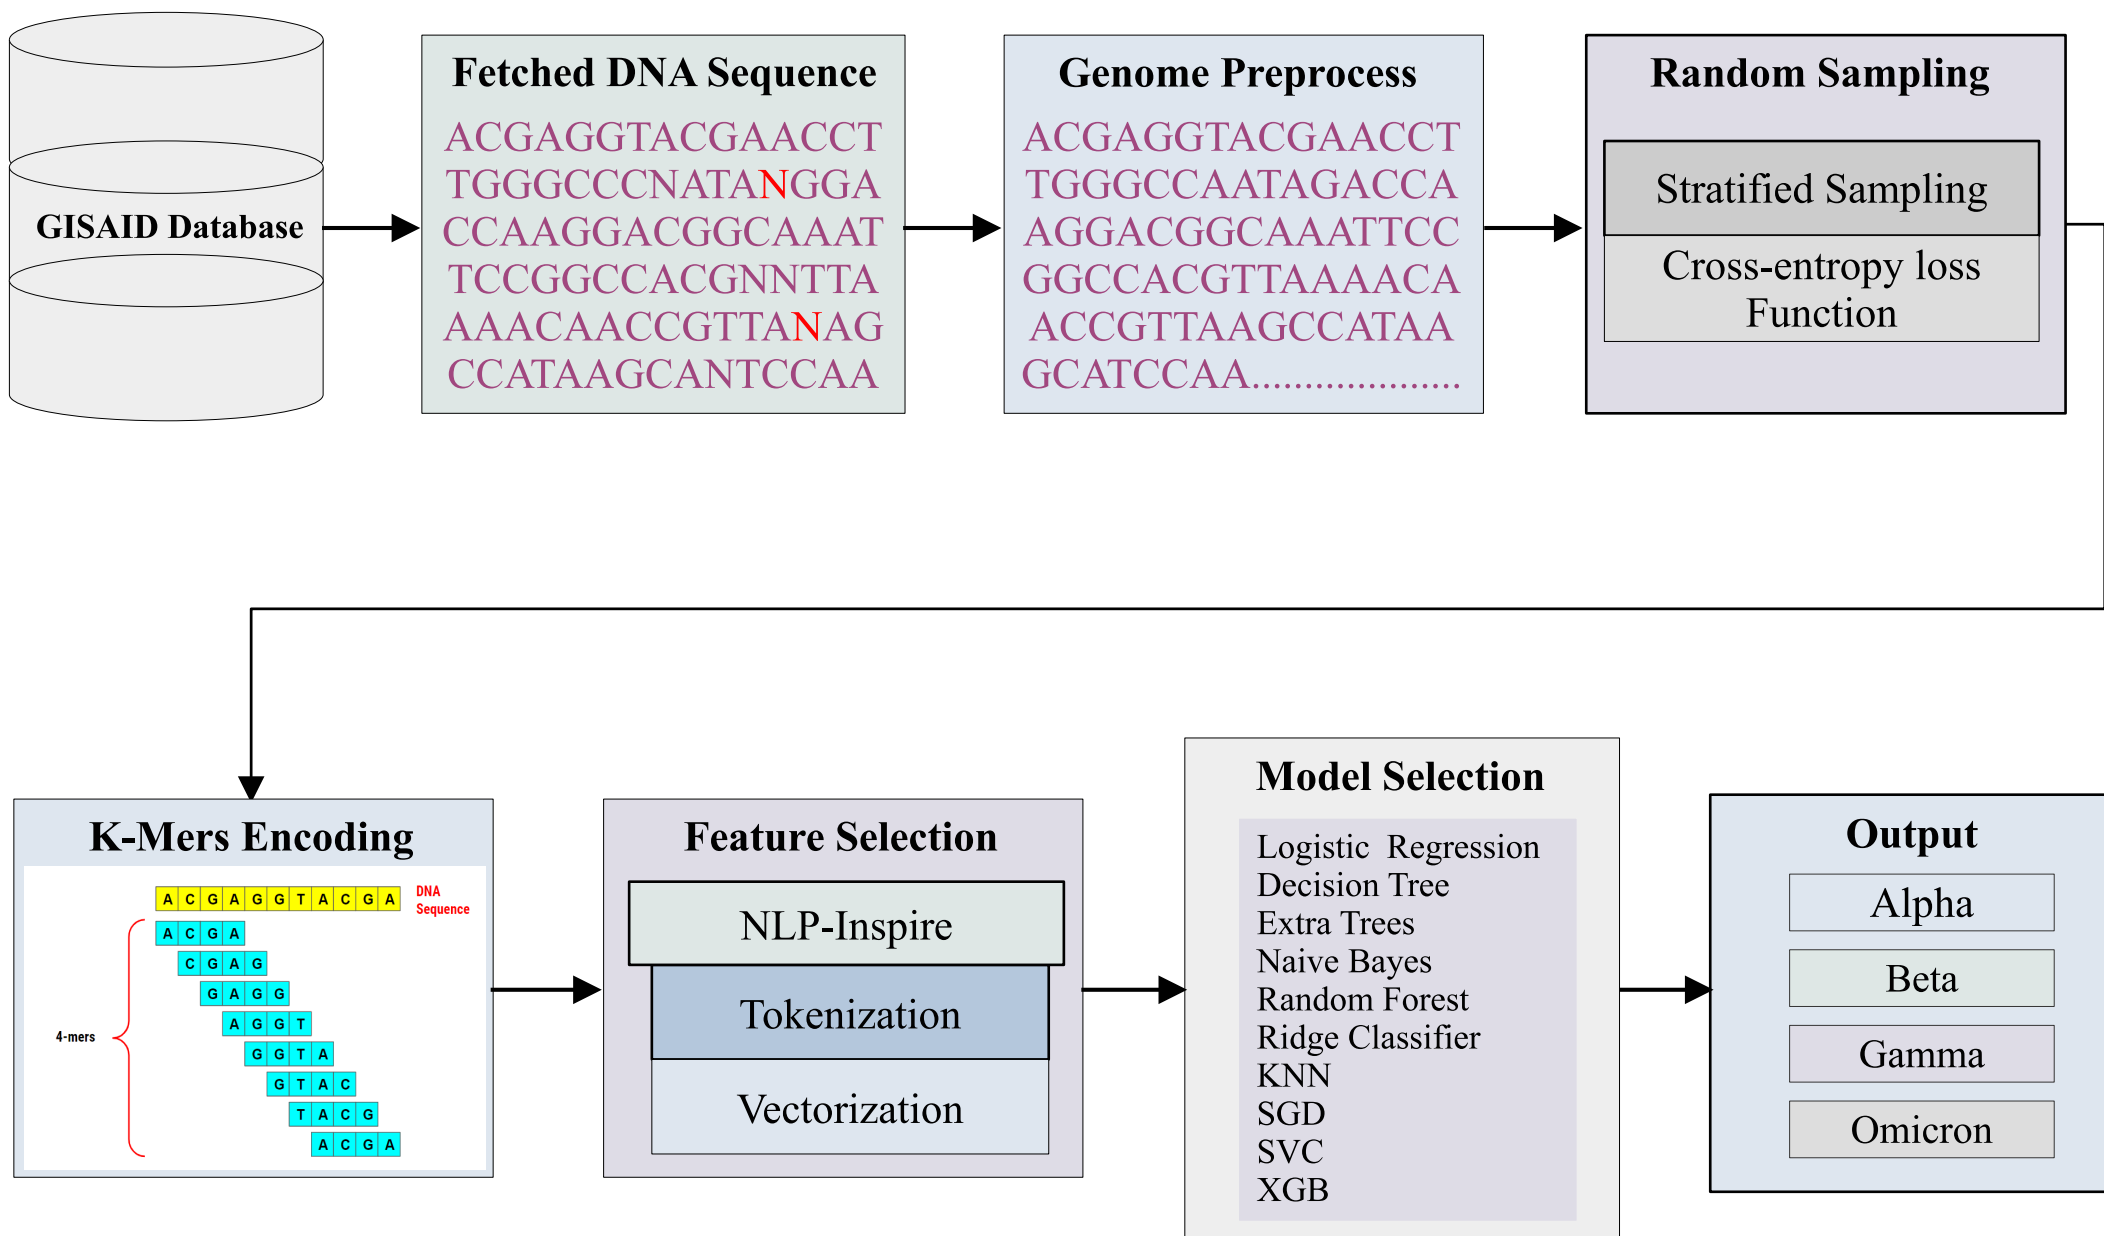 GISAID Database
Fetched DNA Sequence
ACGAGGTACGAACCT
TGGGCCCNATANGGA
CCAAGGACGGCAAAT
TCCGGCCACGNNTTA
AAACAACCGTTANAG
CCATAAGCANTCCAA
Genome Preprocess
ACGAGGTACGAACCT
TGGGCCAATAGACCA
AGGACGGCAAATTCC
GGCCACGTTAAAACA
ACCGTTAAGCCATAA
GCATCCAA.....................
Random Sampling
Stratified Sampling
Cross-entropy loss
Function
K-Mers Encoding
A C G A G G T A C G A
DNA
Sequence
A C G A
C G A G
G A G G
A G G T
G G T A
G T A C
T A C G
A C G A
4-mers
Feature Selection
NLP-Inspire
Tokenization
Vectorization
Model Selection
Logistic Regression
Decision Tree
Extra Trees
Naive Bayes
Random Forest
Ridge Classifier
KNN
SGD
SVC
XGB
Output
Alpha
Beta
Gamma
Omicron